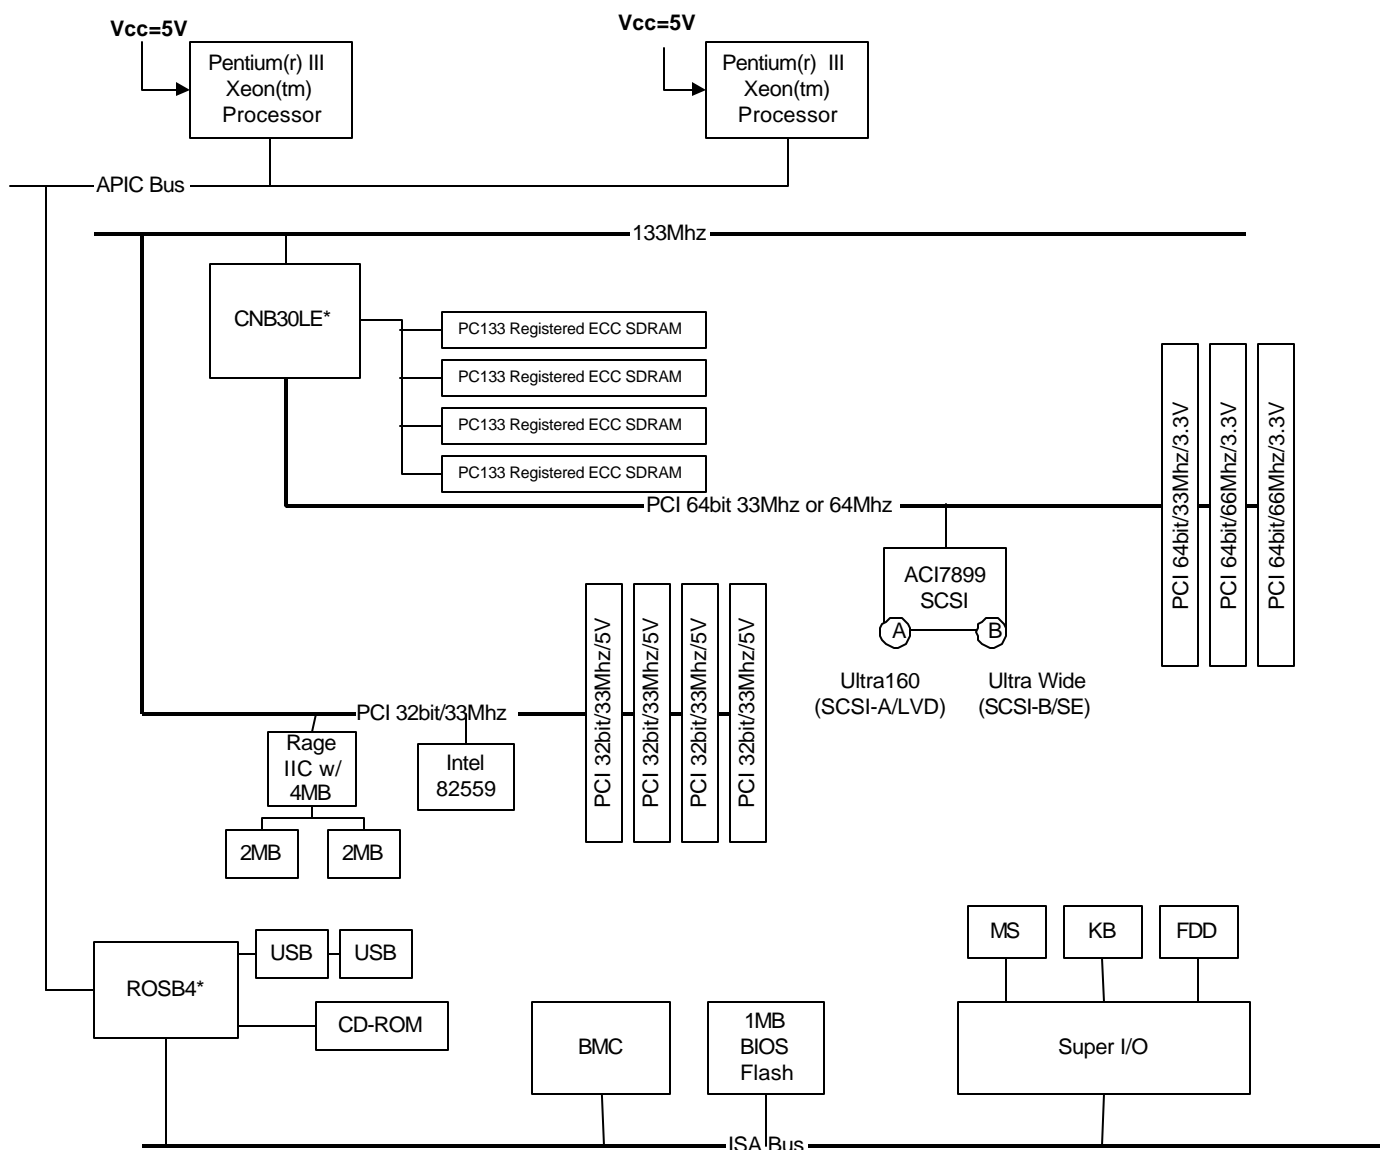 Vcc=5V
Vcc=5V
Pentium(r) III
Xeon(tm)
Processor
Pentium(r) III
Xeon(tm)
Processor
APIC Bus
133Mhz
CNB30LE*
PC133 Registered ECC SDRAM
PC133 Registered ECC SDRAM
PC133 Registered ECC SDRAM
PC133 Registered ECC SDRAM
PCI 64bit 33Mhz or 64Mhz
PCI 64bit/33Mhz/3.3V
PCI 64bit/66Mhz/3.3V
PCI 64bit/66Mhz/3.3V
ACI7899
SCSI
A
B
Ultra160
(SCSI-A/LVD)
Ultra Wide
(SCSI-B/SE)
PCI 32bit/33Mhz
PCI 32bit/33Mhz/5V
PCI 32bit/33Mhz/5V
PCI 32bit/33Mhz/5V
PCI 32bit/33Mhz/5V
Rage
IIC w/
4MB
Intel
82559
2MB
2MB
ROSB4*
USB
USB
CD-ROM
BMC
1MB
BIOS
Flash
MS
KB
FDD
Super I/O
ISA Bus